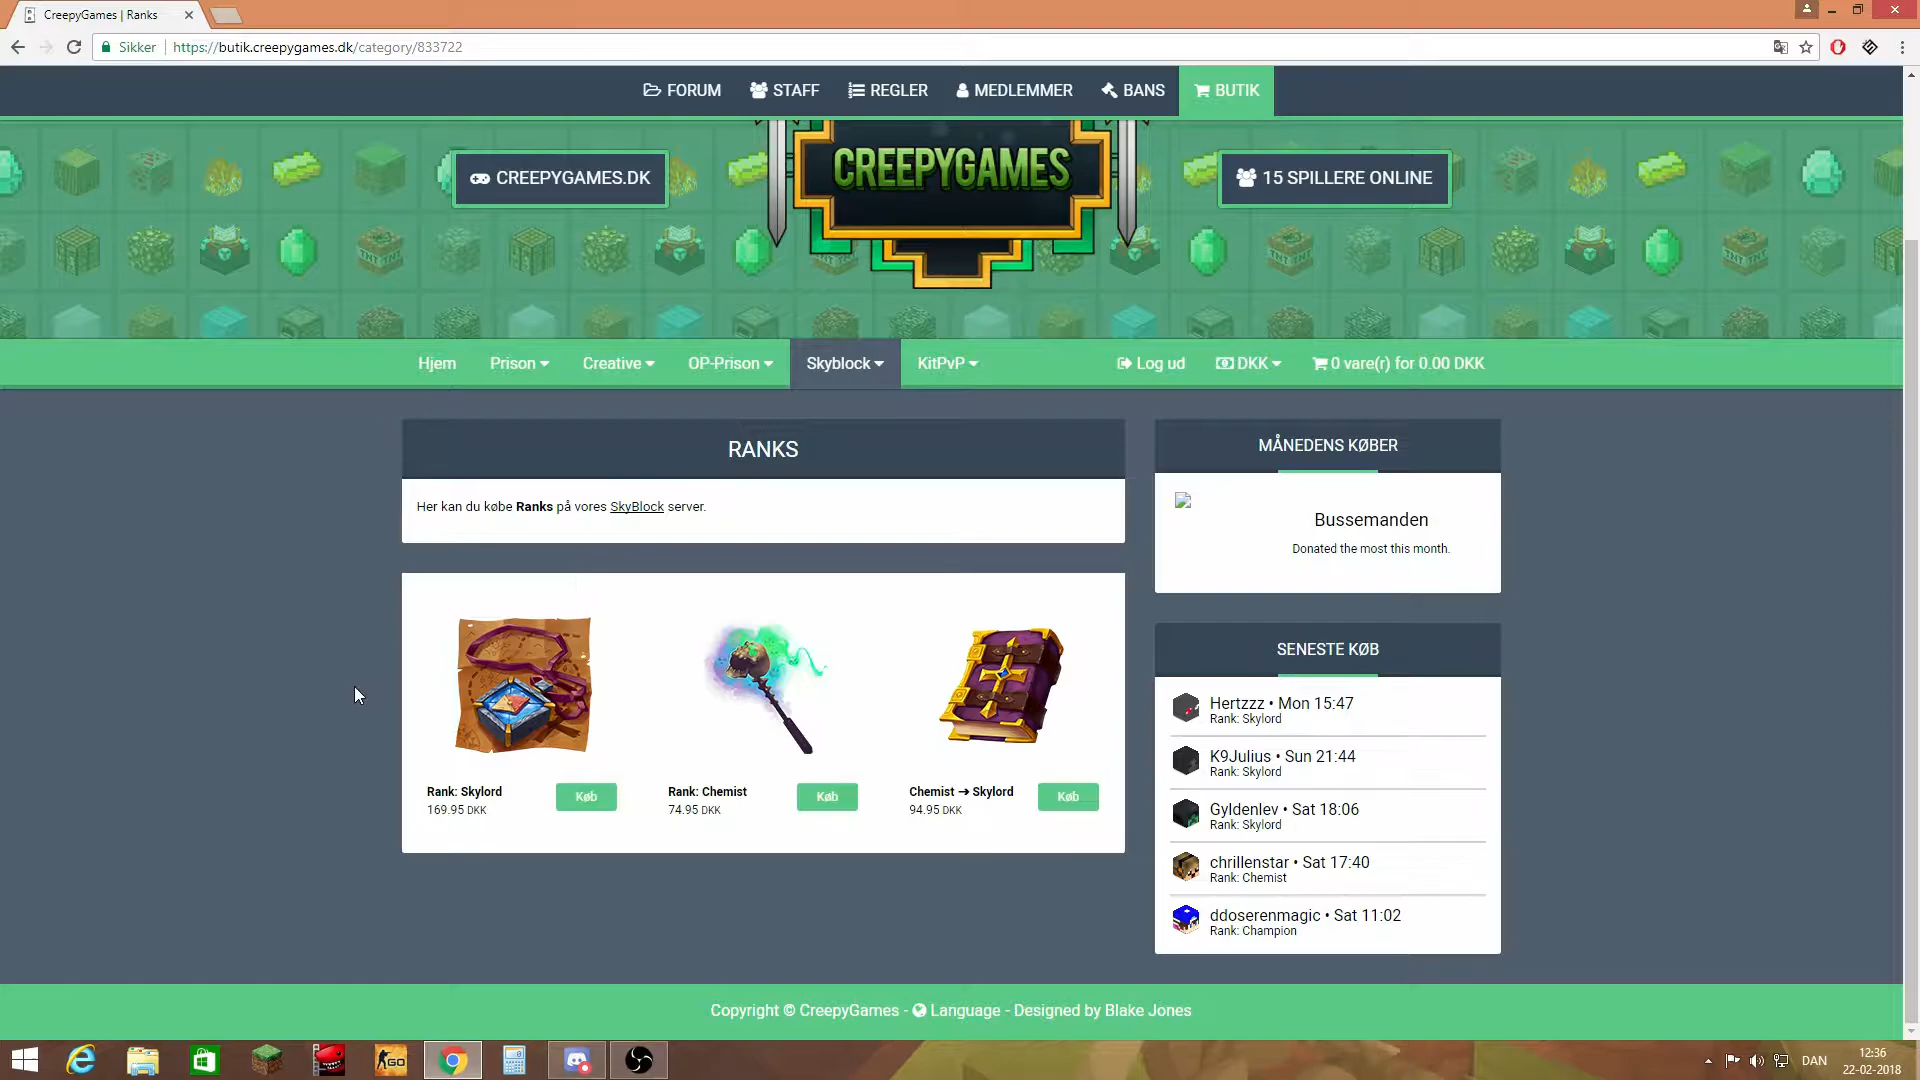 CreepyGames | Ranks
Sikker
https://butik.creepygames.dk/category/833722
FORUM
STAFF
REGLER
MEDLEMMER
BANS
BUTIK
CREEPYGAMES.DK
CREEPYGAMES
15 SPILLERE ONLINE
Hjem
Prison
Creative
OP-Prison
Skyblock
KitPvP
Log ud
DKK
0 vare(r) for 0.00 DKK
RANKS
Her kan du købe Ranks på vores SkyBlock server.
Rank: Skylord
169.95 DKK
Køb
Rank: Chemist
74.95 DKK
Køb
Chemist ➔ Skylord
94.95 DKK
Køb
MÅNEDENS KØBER
Bussemanden
Donated the most this month.
SENESTE KØB
Hertzzz • Mon 15:47
Rank: Skylord
K9Julius • Sun 21:44
Rank: Skylord
Gyldenlev • Sat 18:06
Rank: Skylord
chrillenstar • Sat 17:40
Rank: Chemist
ddoserenmagic • Sat 11:02
Rank: Champion
Copyright © CreepyGames - Language - Designed by Blake Jones
GO
DAN
12:36
22-02-2018